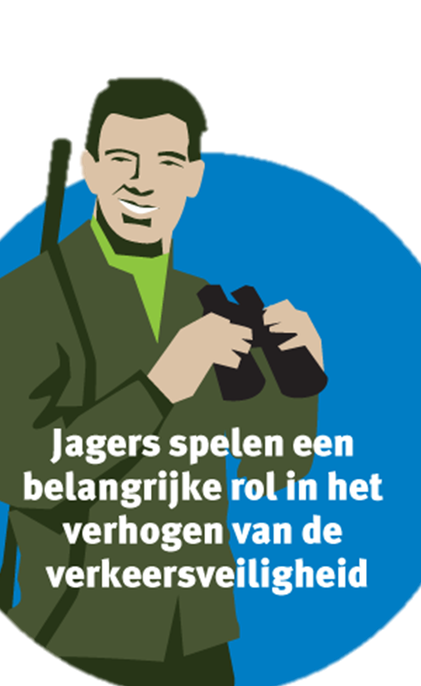 Jagers spelen een
belangrijke rol in het
verhogen van de
verkeersveiligheid